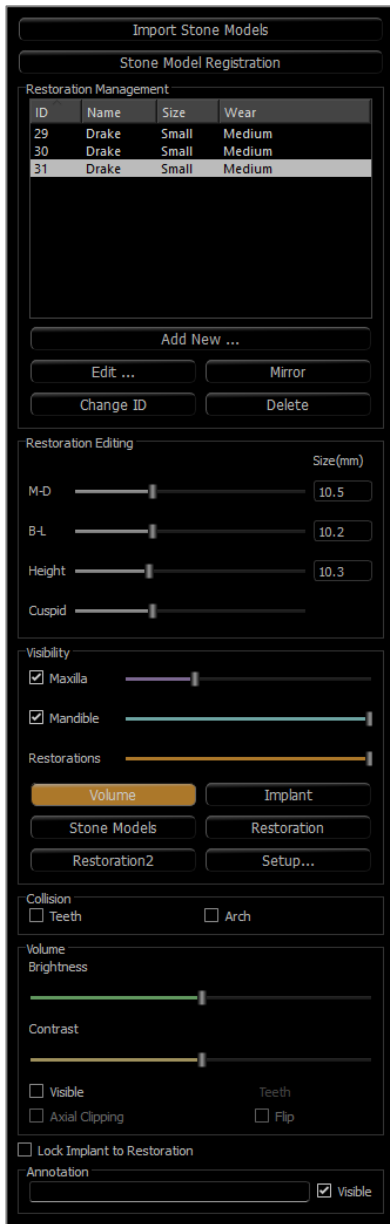 Import Stone Models
Stone Model Registration
Restoration Management
ID Name Size Wear
29 Drake Small Medium
30 Drake Small Medium
31 Drake Small Medium
Add New ...
Edit ... Mirror
Change ID Delete
Restoration Editing
Size(mm)
M-D 10.5
B-L 10.2
Height 10.3
Cuspid
Visibility
Maxilla
Mandible
Restorations
Volume Implant
Stone Models Restoration
Restoration2 Setup...
Collision
Teeth Arch
Volume
Brightness
Contrast
Visible Teeth
Axial Clipping Flip
Lock Implant to Restoration
Annotation
Visible